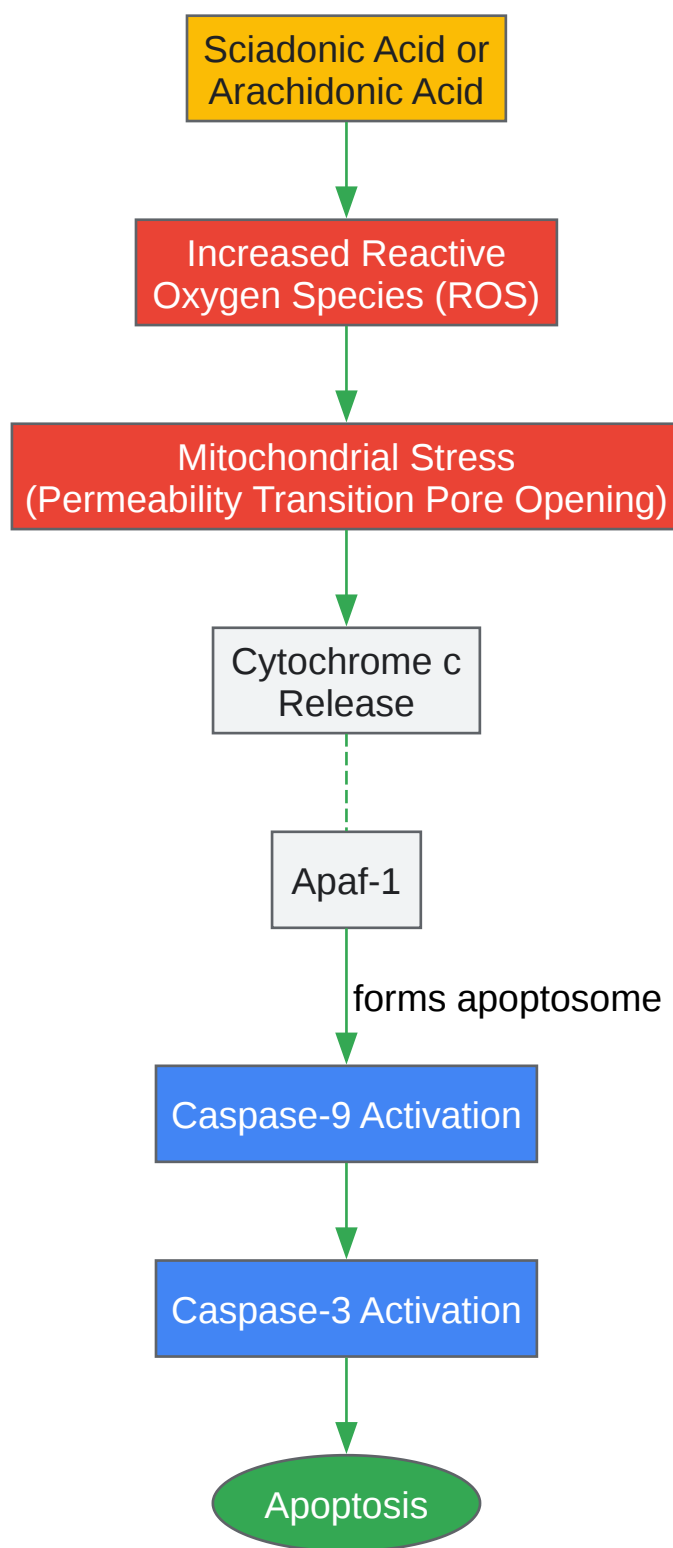 Sciadonic Acid or
Arachidonic Acid
Increased Reactive
Oxygen Species (ROS)
Mitochondrial Stress
(Permeability Transition Pore Opening)
Cytochrome c
Release
Apaf-1
forms apoptosome
Caspase-9 Activation
Caspase-3 Activation
Apoptosis